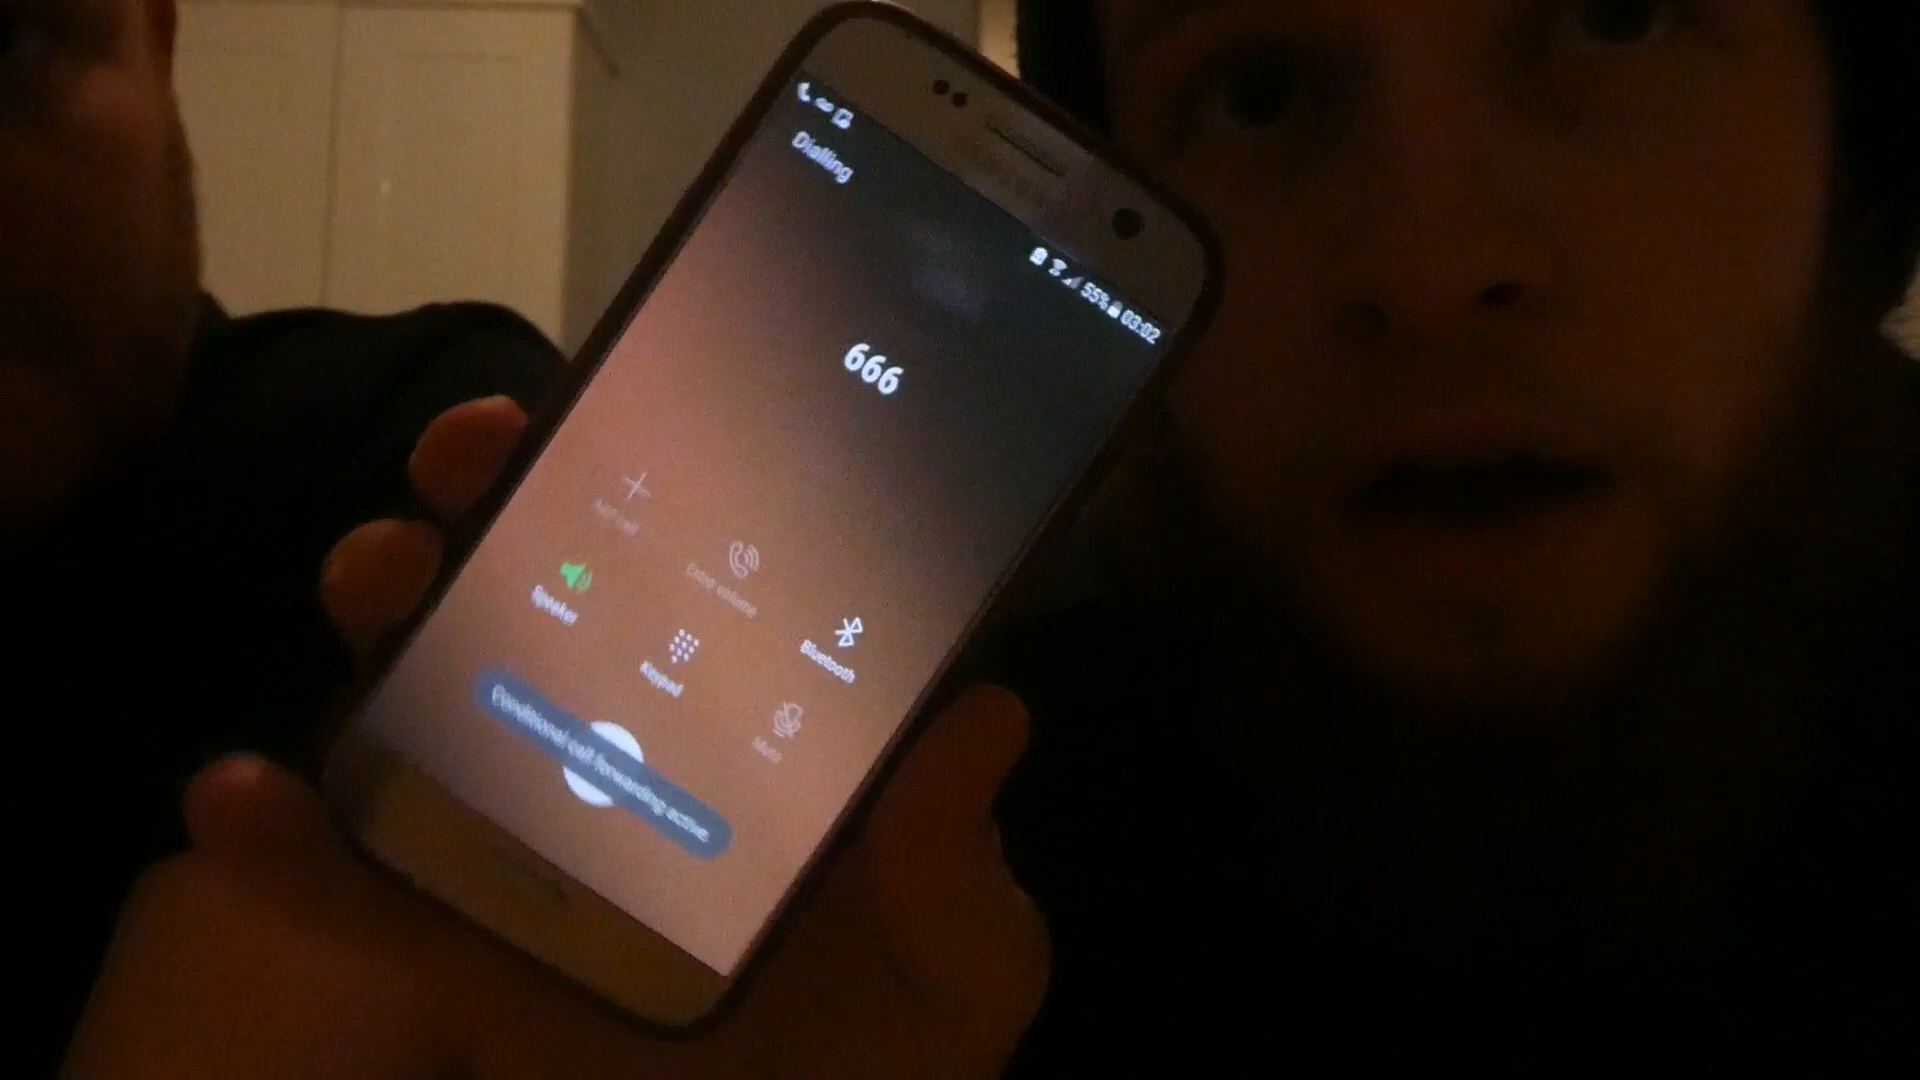 Dialling
55% 03:02
666
Add call
Extra volume
Bluetooth
Speaker
Keypad
Mute
Conditional call forwarding active